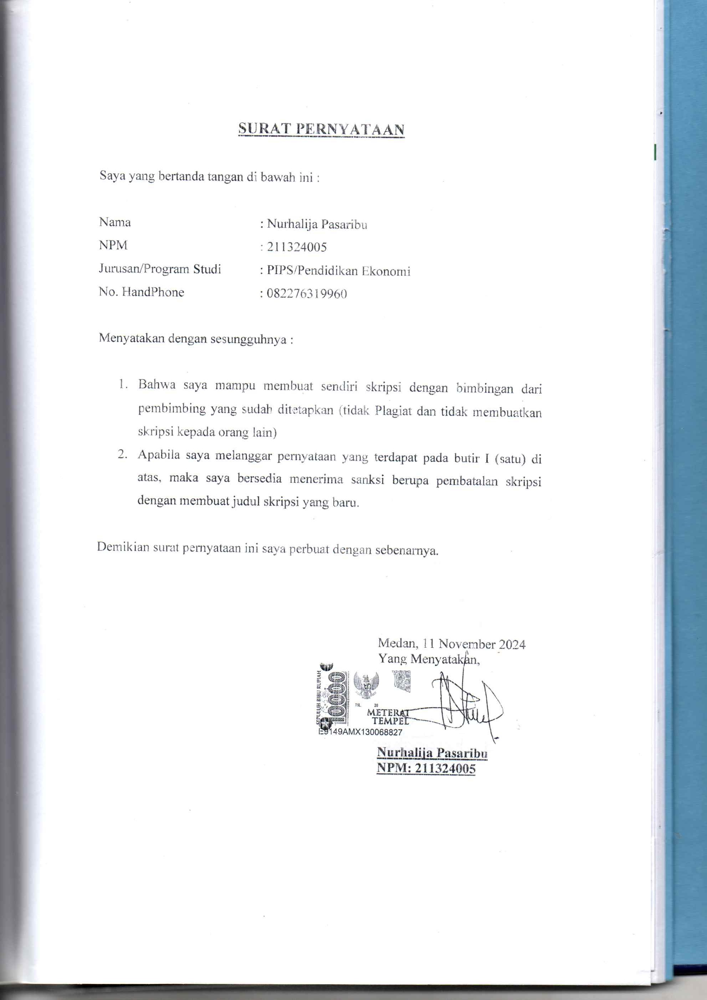 SURAT PERNYATAAN
Saya yang bertanda tangan di bawah ini :
Nama : Nurhalija Pasaribu
NPM : 211324005
Jurusan/Program Studi : PIPS/Pendidikan Ekonomi
No. HandPhone : 082276319960
Menyatakan dengan sesungguhnya :
1. Bahwa saya mampu membuat sendiri skripsi dengan bimbingan dari
pembimbing yang sudah ditetapkan (tidak Plagiat dan tidak membuatkan
skripsi kepada orang lain)
2. Apabila saya melanggar pernyataan yang terdapat pada butir I (satu) di
atas, maka saya bersedia menerima sanksi berupa pembatalan skripsi
dengan membuat judul skripsi yang baru.
Demikian surat pernyataan ini saya perbuat dengan sebenarnya.
Medan, 11 November 2024
Yang Menyatakan,
SEPULUH RIBU RUPIAH
10000
TGL. 20
METERAI
TEMPEL
E9149AMX130068827
Nurhalija Pasaribu
NPM: 211324005